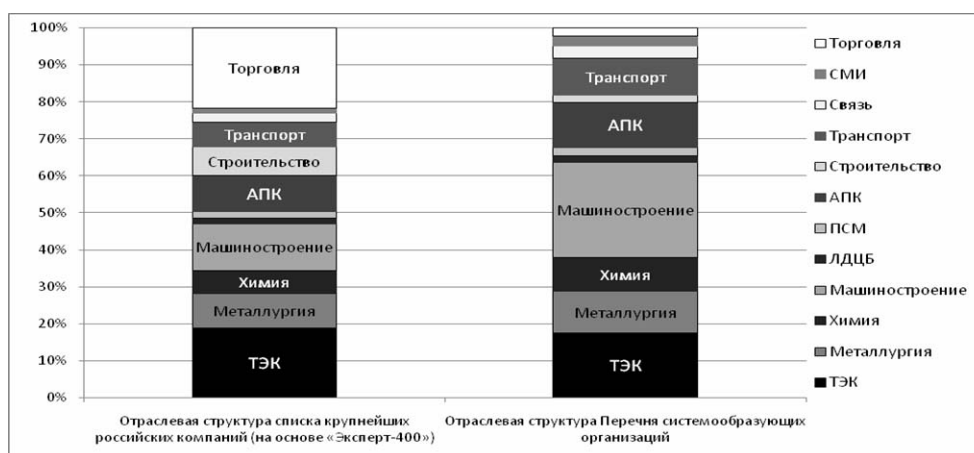 100%
90%
80%
70%
60%
50%
40%
30%
20%
10%
0%
Торговля
Транспорт
Строительство
АПК
Машиностроение
Химия
Металлургия
ТЭК
Транспорт
АПК
Машиностроение
Химия
Металлургия
ТЭК
Отраслевая структура списка крупнейших
российских компаний (на основе «Эксперт-400»)
Отраслевая структура Перечня системообразующих
организаций
Торговля
СМИ
Связь
Транспорт
Строительство
АПК
ПСМ
ЛДЦБ
Машиностроение
Химия
Металлургия
ТЭК